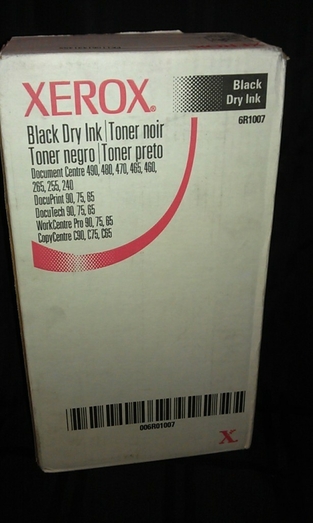 XEROX®
Black
Dry Ink
6R1007
Black Dry Ink | Toner noir
Toner negro | Toner preto
Document Centre 490, 480, 470, 465, 460,
265, 255, 240
DocuPrint 90, 75, 65
DocuTech 90, 75, 65
WorkCentre Pro 90, 75, 65
CopyCentre C90, C75, C65
006R01007
X